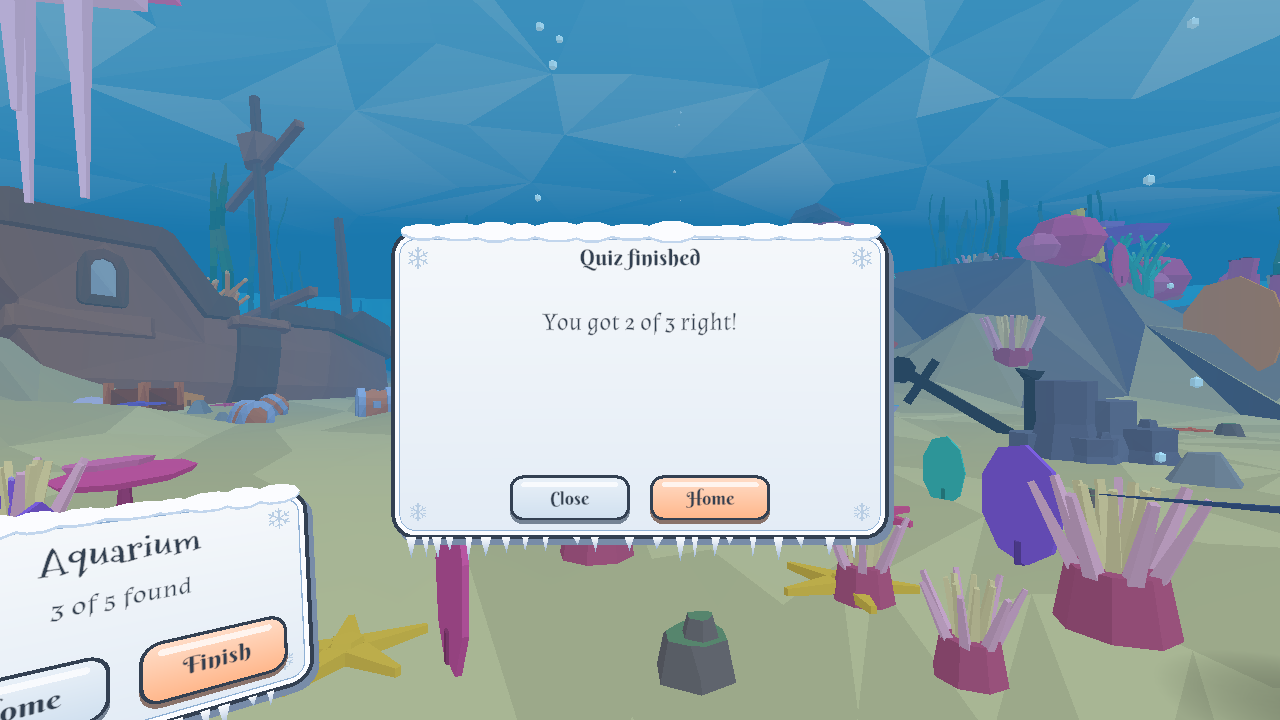 Quiz finished
You got 2 of 3 right!
Close
Home
Aquarium
3 of 5 found
Finish